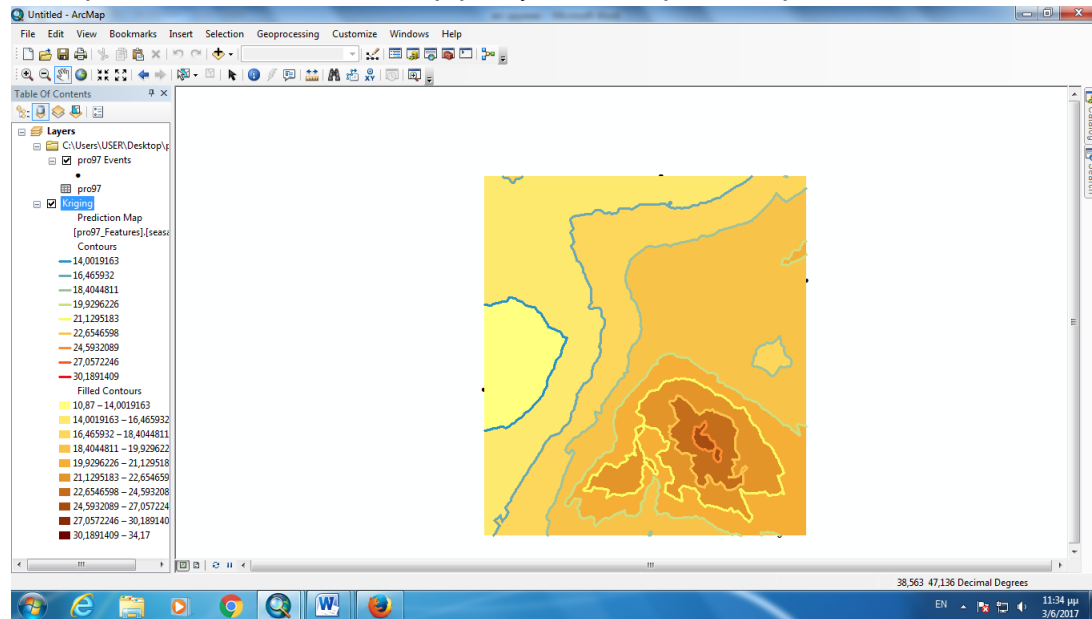 Untitled - ArcMap
File Edit View Bookmarks Insert Selection Geoprocessing Customize Windows Help
Table Of Contents
Layers
C:\Users\USER\Desktop\p
pro97 Events
pro97
Kriging
Prediction Map
[pro97_Features].[seasa
Contours
14,0019163
16,465932
18,4044811
19,9296226
21,1295183
22,6546598
24,5932089
27,0572246
30,1891409
Filled Contours
10,87 – 14,0019163
14,0019163 – 16,465932
16,465932 – 18,4044811
18,4044811 – 19,929622
19,9296226 – 21,129518
21,1295183 – 22,654659
22,6546598 – 24,593208
24,5932089 – 27,057224
27,0572246 – 30,189140
30,1891409 – 34,17
Catalog
Search
38,563 47,136 Decimal Degrees
EN
11:34 μμ
3/6/2017